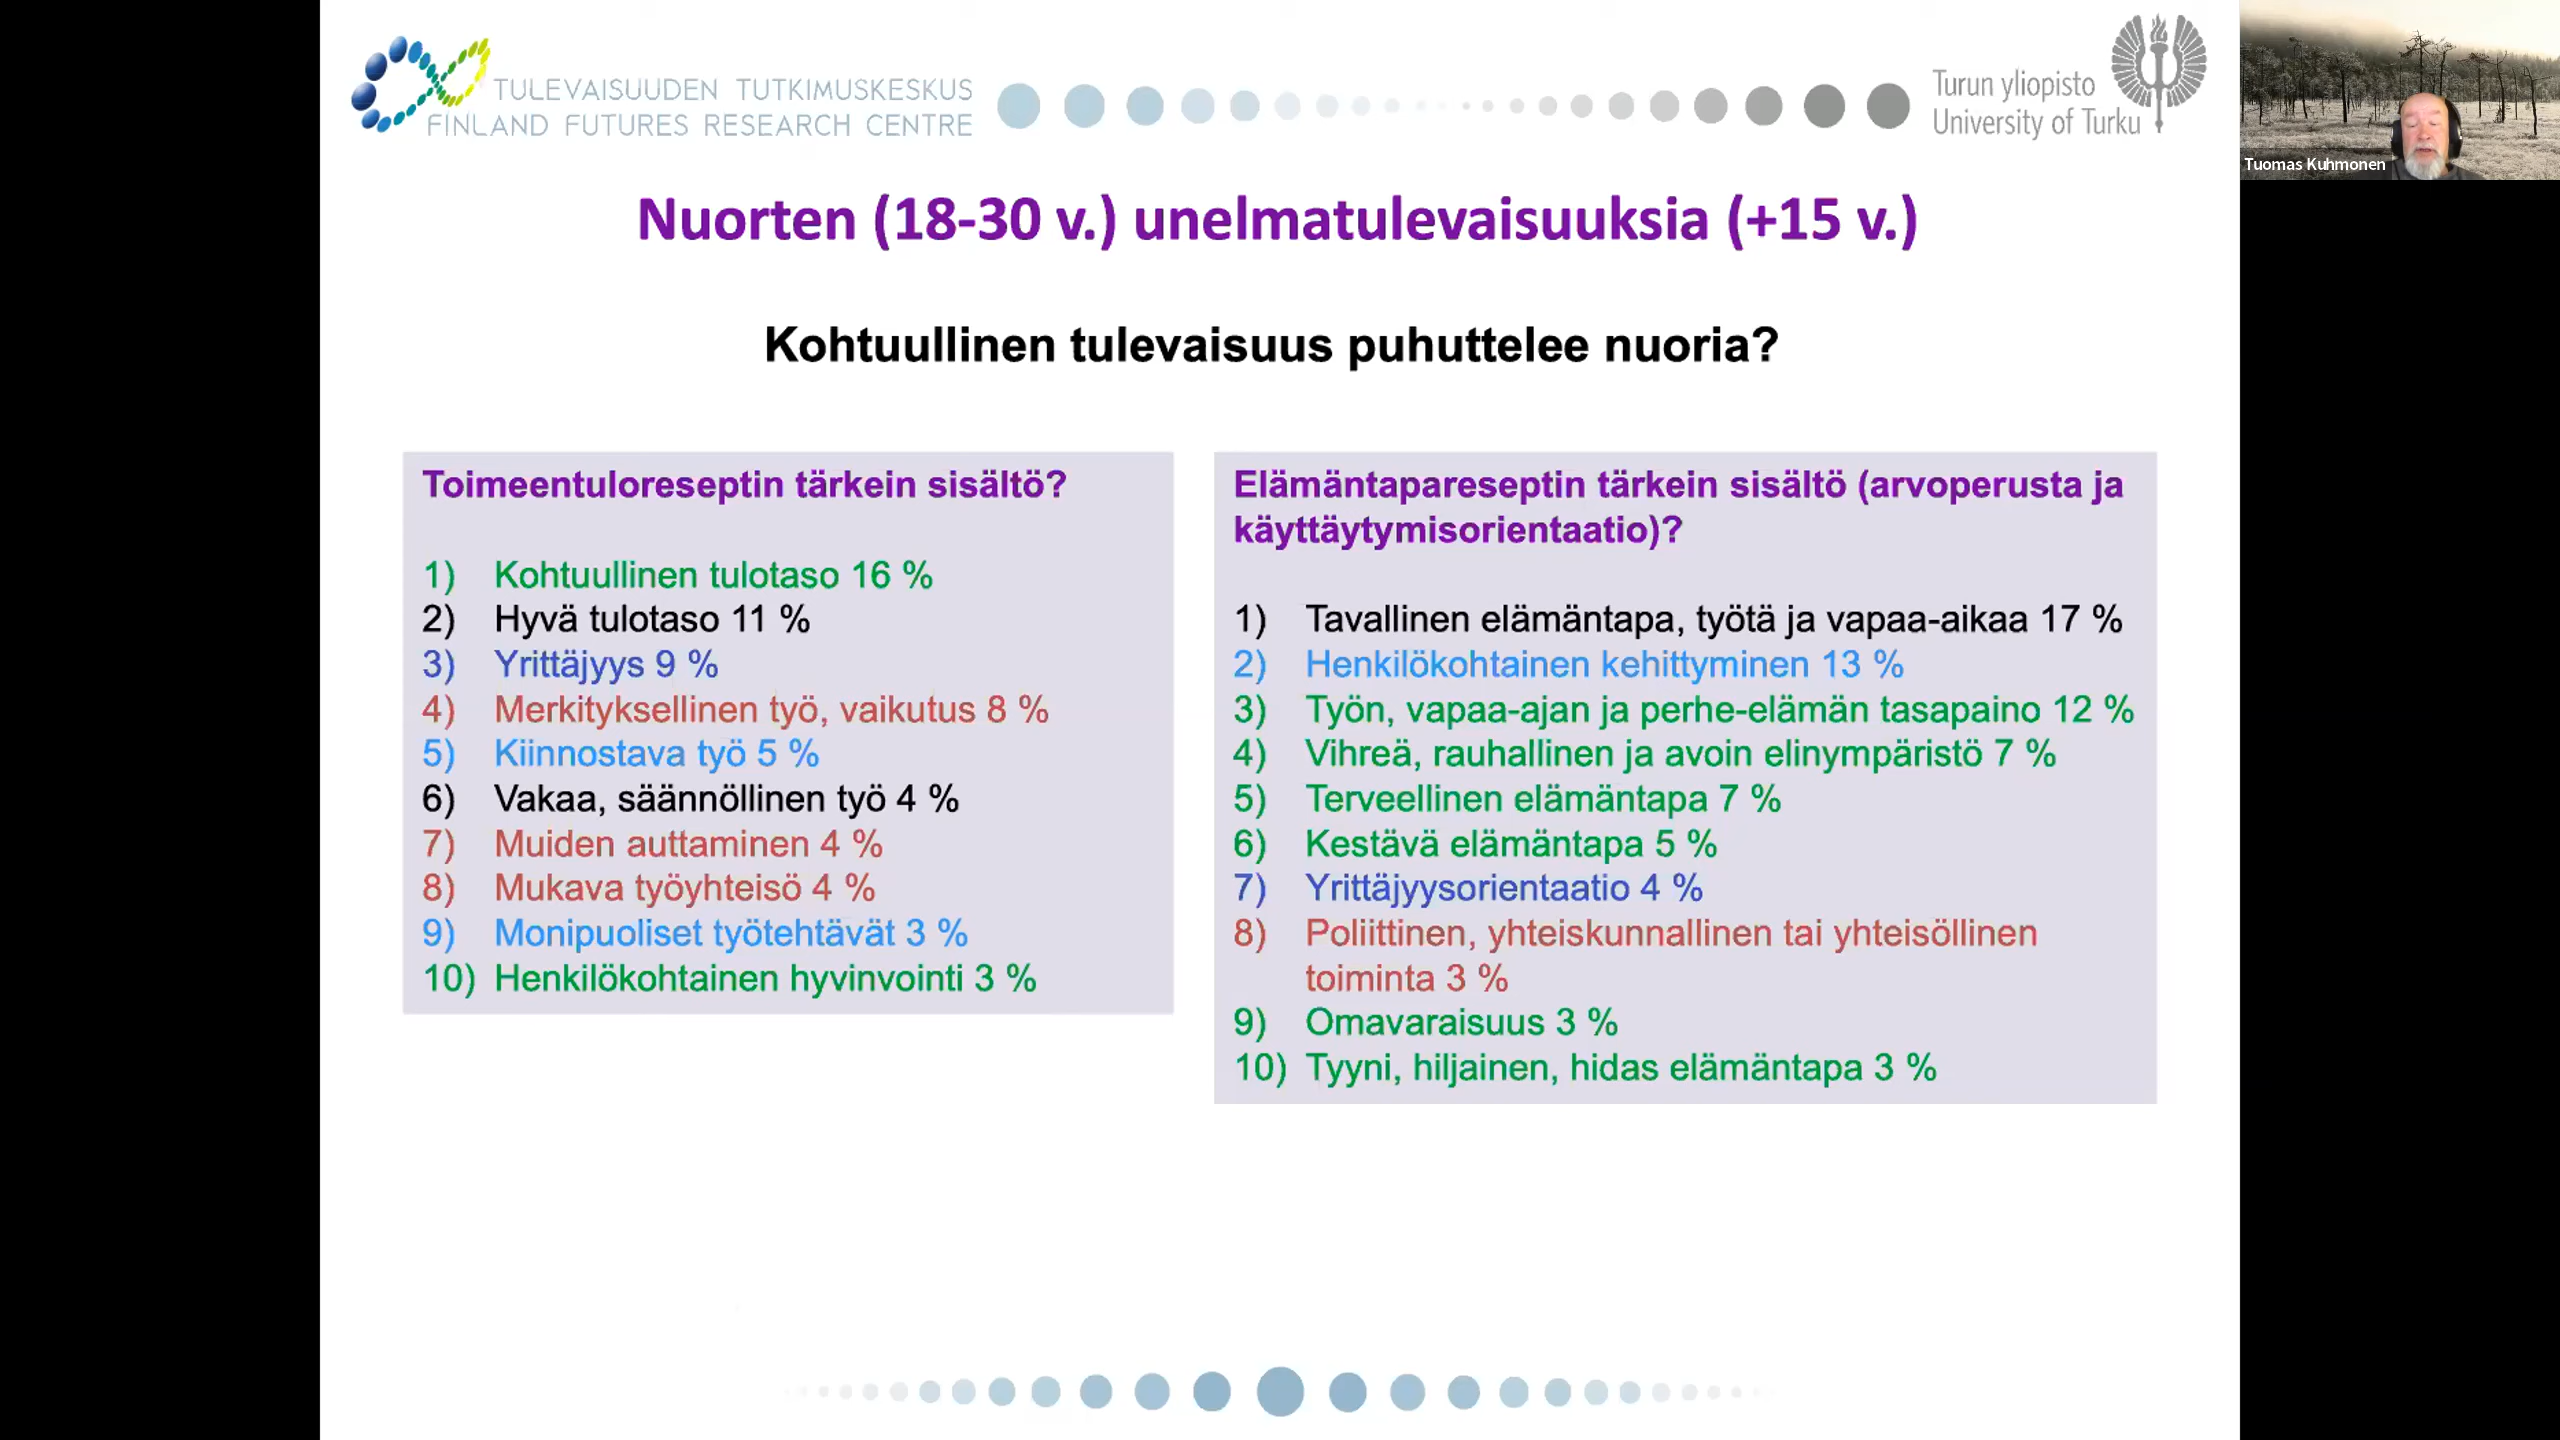 TULEVAISUUDEN TUTKIMUSKESKUS
FINLAND FUTURES RESEARCH CENTRE
Turun yliopisto
University of Turku
Tuomas Kuhmonen
Nuorten (18-30 v.) unelmatulevaisuuksia (+15 v.)
Kohtuullinen tulevaisuus puhuttelee nuoria?
Toimeentuloreseptin tärkein sisältö?
1) Kohtuullinen tulotaso 16 %
2) Hyvä tulotaso 11 %
3) Yrittäjyys 9 %
4) Merkityksellinen työ, vaikutus 8 %
5) Kiinnostava työ 5 %
6) Vakaa, säännöllinen työ 4 %
7) Muiden auttaminen 4 %
8) Mukava työyhteisö 4 %
9) Monipuoliset työtehtävät 3 %
10) Henkilökohtainen hyvinvointi 3 %
Elämäntapareseptin tärkein sisältö (arvoperusta ja
käyttäytymisorientaatio)?
1) Tavallinen elämäntapa, työtä ja vapaa-aikaa 17 %
2) Henkilökohtainen kehittyminen 13 %
3) Työn, vapaa-ajan ja perhe-elämän tasapaino 12 %
4) Vihreä, rauhallinen ja avoin elinympäristö 7 %
5) Terveellinen elämäntapa 7 %
6) Kestävä elämäntapa 5 %
7) Yrittäjyysorientaatio 4 %
8) Poliittinen, yhteiskunnallinen tai yhteisöllinen
toiminta 3 %
9) Omavaraisuus 3 %
10) Tyyni, hiljainen, hidas elämäntapa 3 %